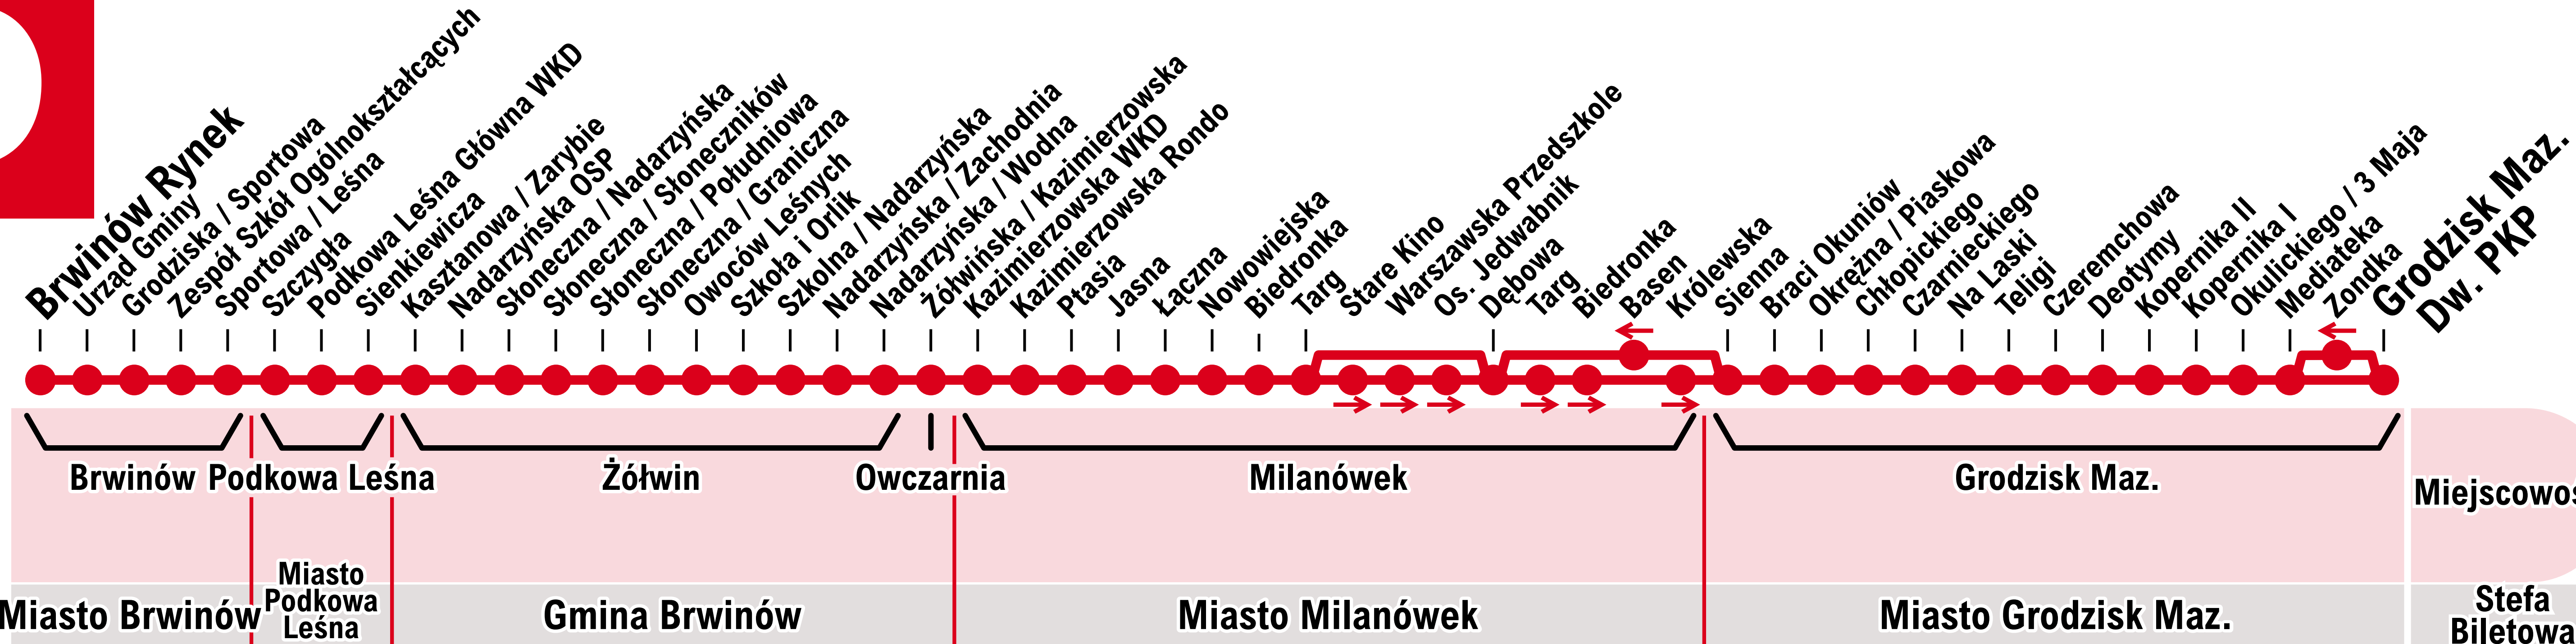 Brwinów Rynek
Urząd Gminy
Grodziska / Sportowa
Zespół Szkół Ogólnokształcących
Sportowa / Leśna
Szczygła
Podkowa Leśna Główna WKD
Sienkiewicza
Kasztanowa / Zarybie
Nadarzyńska OSP
Słoneczna / Nadarzyńska
Słoneczna / Słoneczników
Słoneczna / Południowa
Słoneczna / Graniczna
Owoców Leśnych
Szkoła i Orlik
Szkolna / Nadarzyńska
Nadarzyńska / Zachodnia
Nadarzyńska / Wodna
Żółwińska / Kazimierzowska
Kazimierzowska WKD
Kazimierzowska Rondo
Ptasia
Jasna
Łączna
Nowowiejska
Biedronka
Targ
Stare Kino
Warszawska Przedszkole
Os. Jedwabnik
Dębowa
Targ
Biedronka
Basen
Królewska
Sienna
Braci Okuniów
Okrężna / Piaskowa
Chłopickiego
Czarnieckiego
Na Laski
Teligi
Czeremchowa
Deotymy
Kopernika II
Kopernika I
Okulickiego / 3 Maja
Mediateka
Zondka
Grodzisk Maz.
Dw. PKP
Brwinów
Podkowa Leśna
Żółwin
Owczarnia
Milanówek
Grodzisk Maz.
Miejscowoś
Miasto Brwinów
Miasto
Podkowa
Leśna
Gmina Brwinów
Miasto Milanówek
Miasto Grodzisk Maz.
Stefa
Biletowa